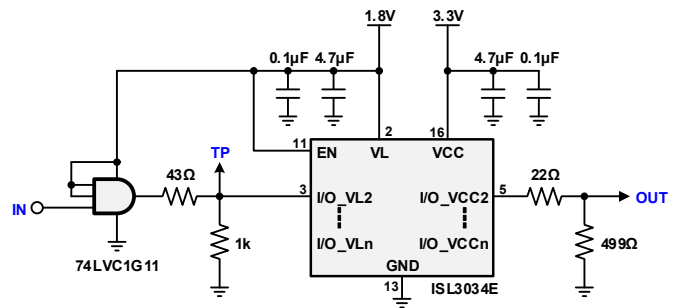 1.8V 3.3V
0.1µF 4.7µF 4.7µF 0.1µF
2 16
11 EN VL VCC
TP
43Ω 22Ω
3 I/O_VL2 I/O_VCC2 5
IN OUT
1k I/O_VLn I/O_VCCn 499Ω
GND
74LVC1G11 13 ISL3034E